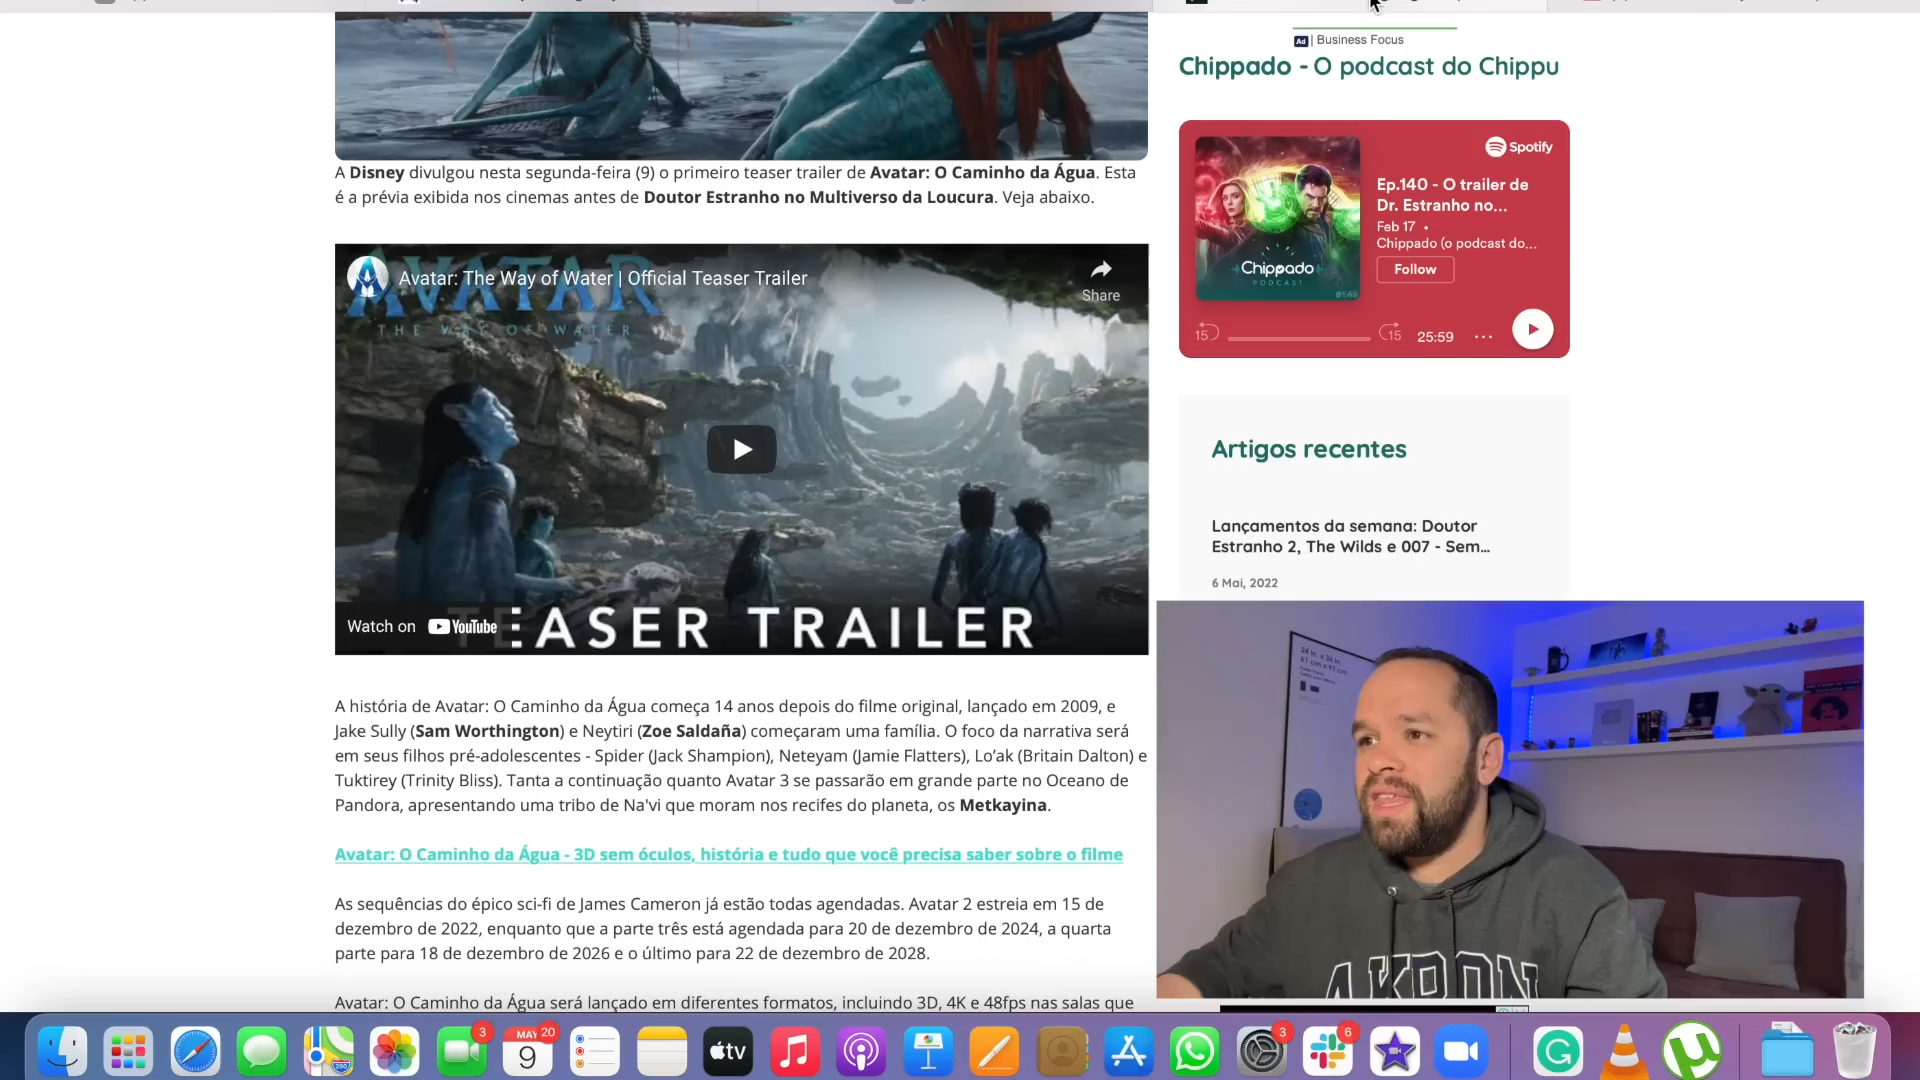 A Disney divulgou nesta segunda-feira (9) o primeiro teaser trailer de Avatar: O Caminho da Água. Esta
é a prévia exibida nos cinemas antes de Doutor Estranho no Multiverso da Loucura. Veja abaixo.
AVATAR
THE WAY OF WATER
Avatar: The Way of Water | Official Teaser Trailer
Share
Watch on YouTube
TEASER TRAILER
A história de Avatar: O Caminho da Água começa 14 anos depois do filme original, lançado em 2009, e
Jake Sully (Sam Worthington) e Neytiri (Zoe Saldaña) começaram uma família. O foco da narrativa será
em seus filhos pré-adolescentes - Spider (Jack Shampion), Neteyam (Jamie Flatters), Lo’ak (Britain Dalton) e
Tuktirey (Trinity Bliss). Tanta a continuação quanto Avatar 3 se passarão em grande parte no Oceano de
Pandora, apresentando uma tribo de Na'vi que moram nos recifes do planeta, os Metkayina.
Avatar: O Caminho da Água - 3D sem óculos, história e tudo que você precisa saber sobre o filme
As sequências do épico sci-fi de James Cameron já estão todas agendadas. Avatar 2 estreia em 15 de
dezembro de 2022, enquanto que a parte três está agendada para 20 de dezembro de 2024, a quarta
parte para 18 de dezembro de 2026 e o último para 22 de dezembro de 2028.
Avatar: O Caminho da Água será lançado em diferentes formatos, incluindo 3D, 4K e 48fps nas salas que
Ad | Business Focus
Chippado - O podcast do Chippu
Spotify
Chippado
PODCAST
Ep.140 - O trailer de
Dr. Estranho no...
Feb 17 •
Chippado (o podcast do...
Follow
15
15
25:59
...
Artigos recentes
Lançamentos da semana: Doutor
Estranho 2, The Wilds e 007 - Sem...
6 Mai, 2022
24 in. x 36 in.
61 cm x 91 cm
AKRON
3
MAY 20
9
tv
3
6
280